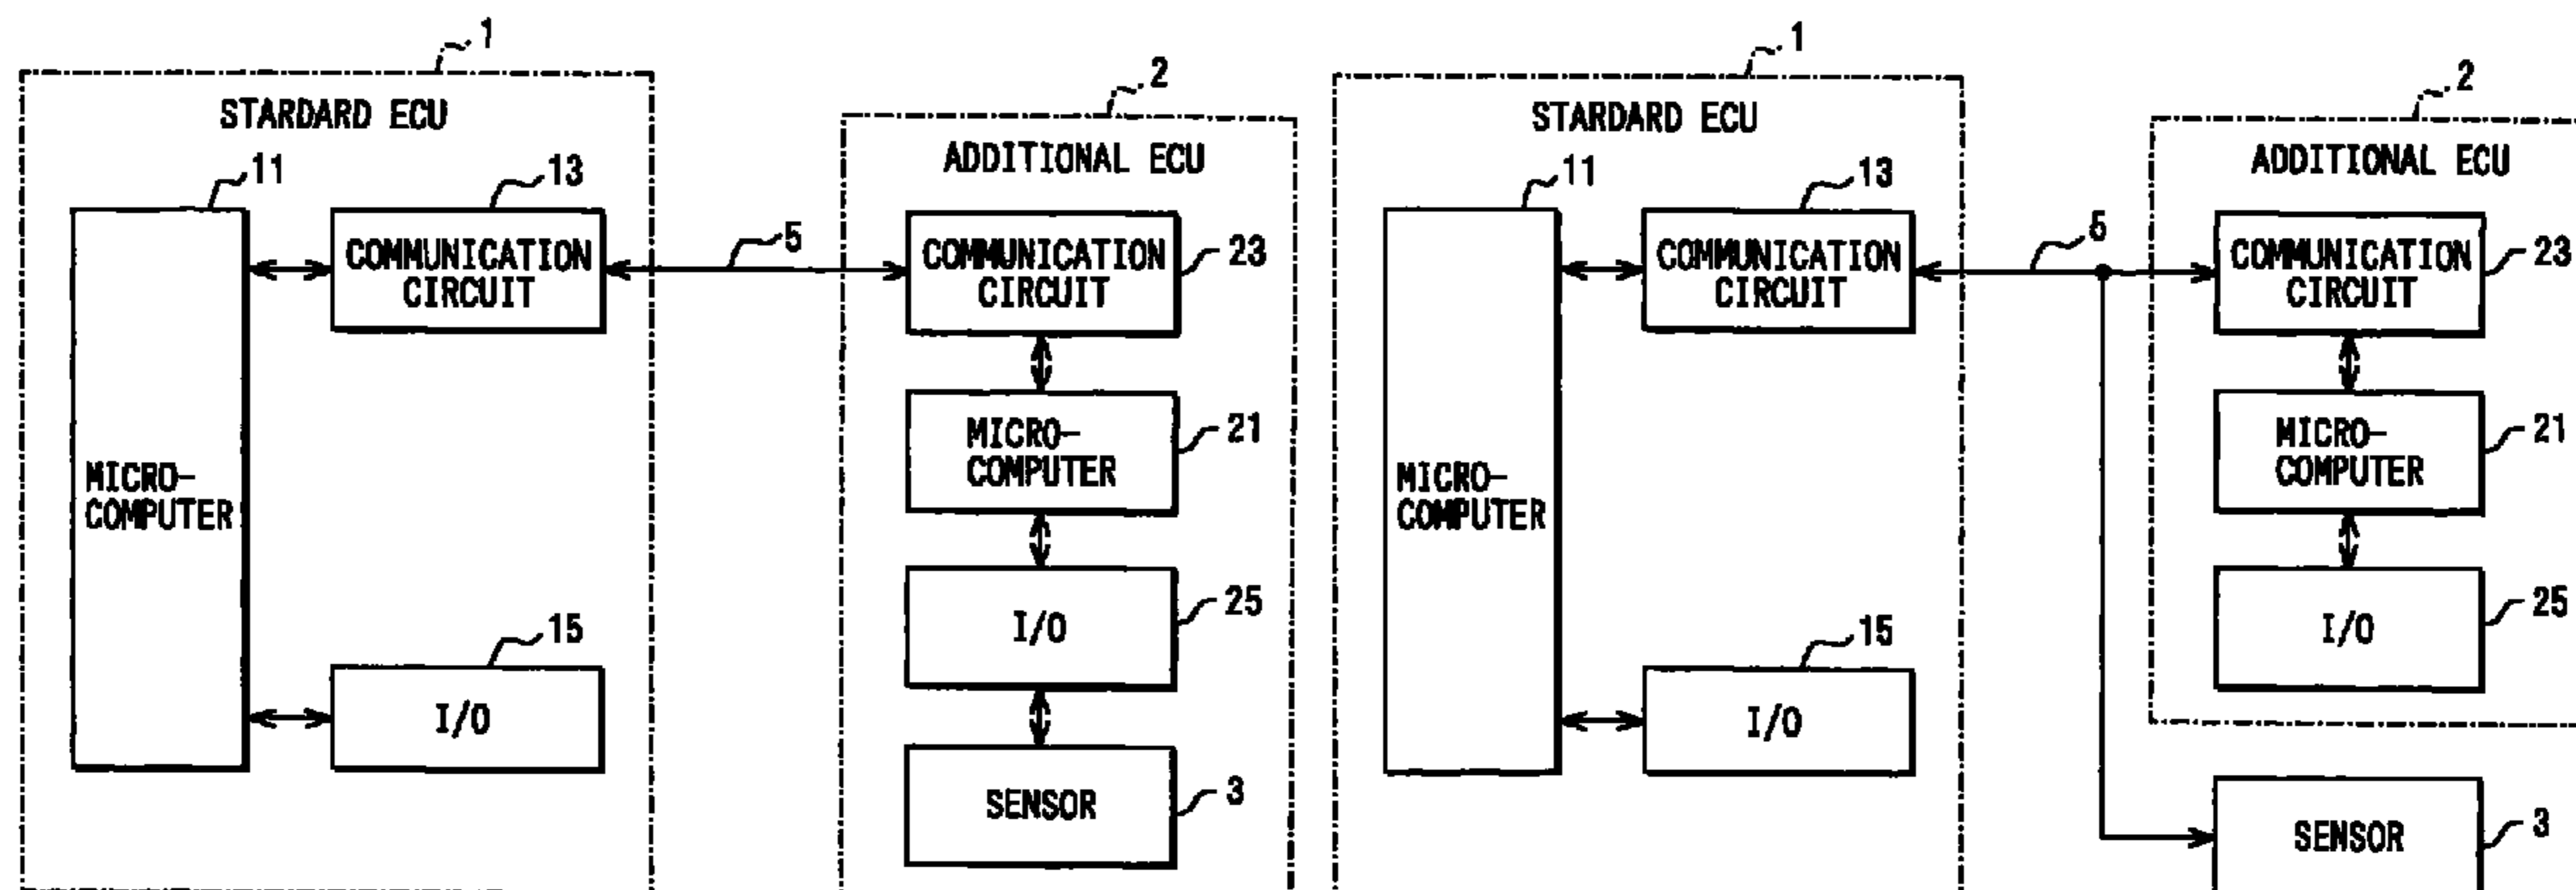 1
STARDARD ECU
11
13
COMMUNICATION
CIRCUIT
MICRO-
COMPUTER
15
I/O
5
2
ADDITIONAL ECU
COMMUNICATION
CIRCUIT
23
MICRO-
COMPUTER
21
I/O
25
SENSOR
3
1
STARDARD ECU
11
13
COMMUNICATION
CIRCUIT
MICRO-
COMPUTER
15
I/O
5
2
ADDITIONAL ECU
COMMUNICATION
CIRCUIT
23
MICRO-
COMPUTER
21
I/O
25
SENSOR
3